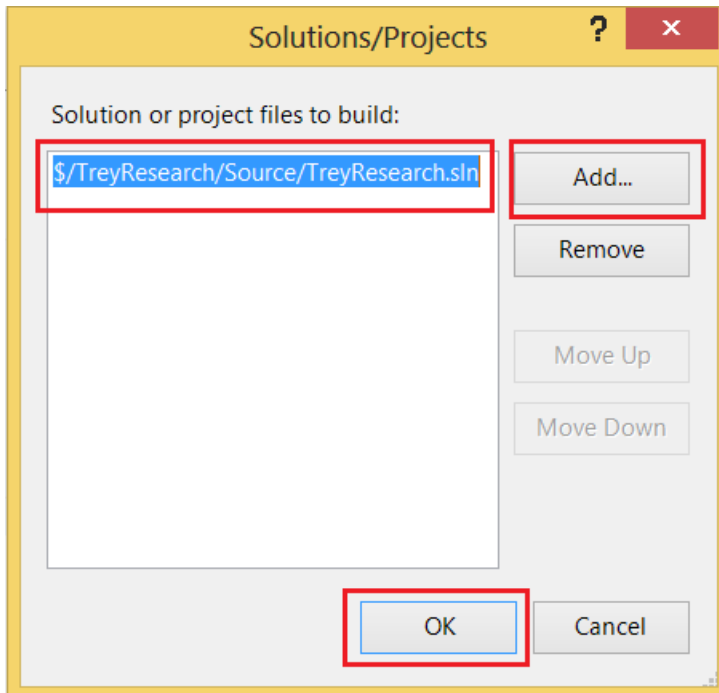 Solutions/Projects
?
x
Solution or project files to build:
$/TreyResearch/Source/TreyResearch.sln
Add...
Remove
Move Up
Move Down
OK
Cancel